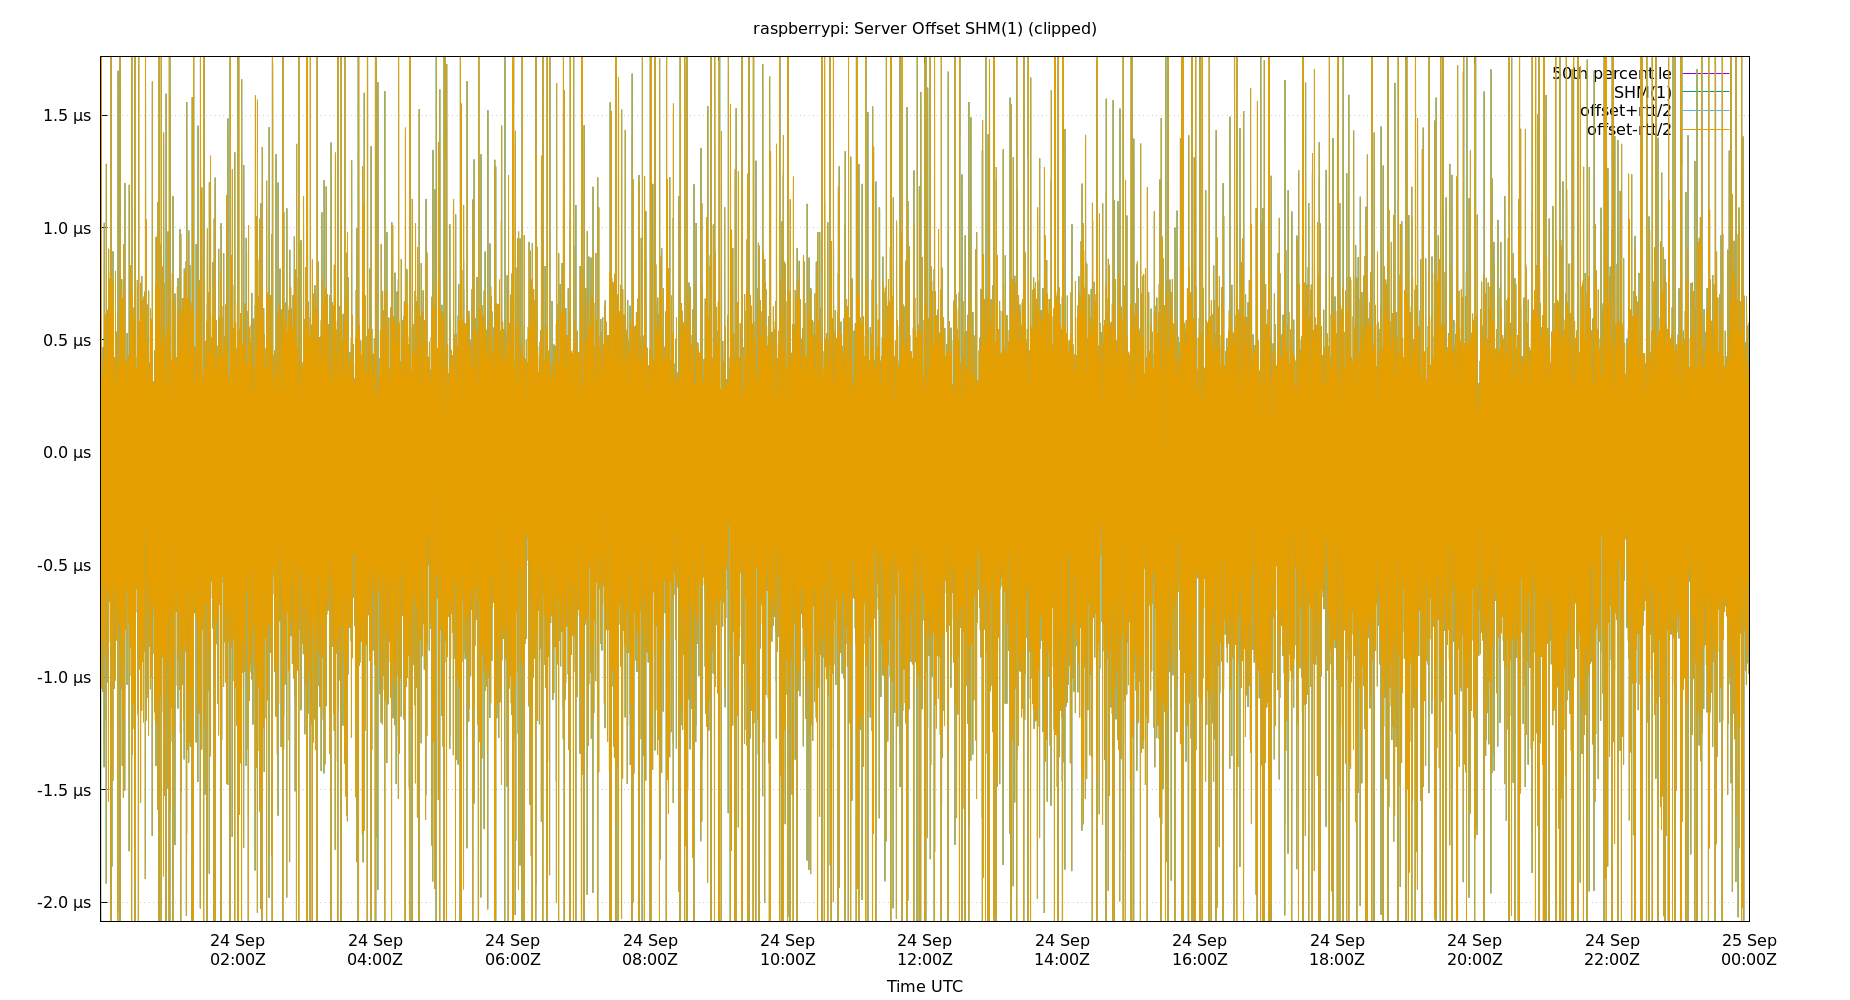 raspberrypi: Server Offset SHM(1) (clipped)
50th percentile
SHM(1)
offset+rtt/2
offset-rtt/2
1.5 µs
1.0 µs
0.5 µs
0.0 µs
-0.5 µs
-1.0 µs
-1.5 µs
-2.0 µs
24 Sep 24 Sep 24 Sep 24 Sep 24 Sep 24 Sep 24 Sep 24 Sep 24 Sep 24 Sep 24 Sep 25 Sep
02:00Z 04:00Z 06:00Z 08:00Z 10:00Z 12:00Z 14:00Z 16:00Z 18:00Z 20:00Z 22:00Z 00:00Z
Time UTC